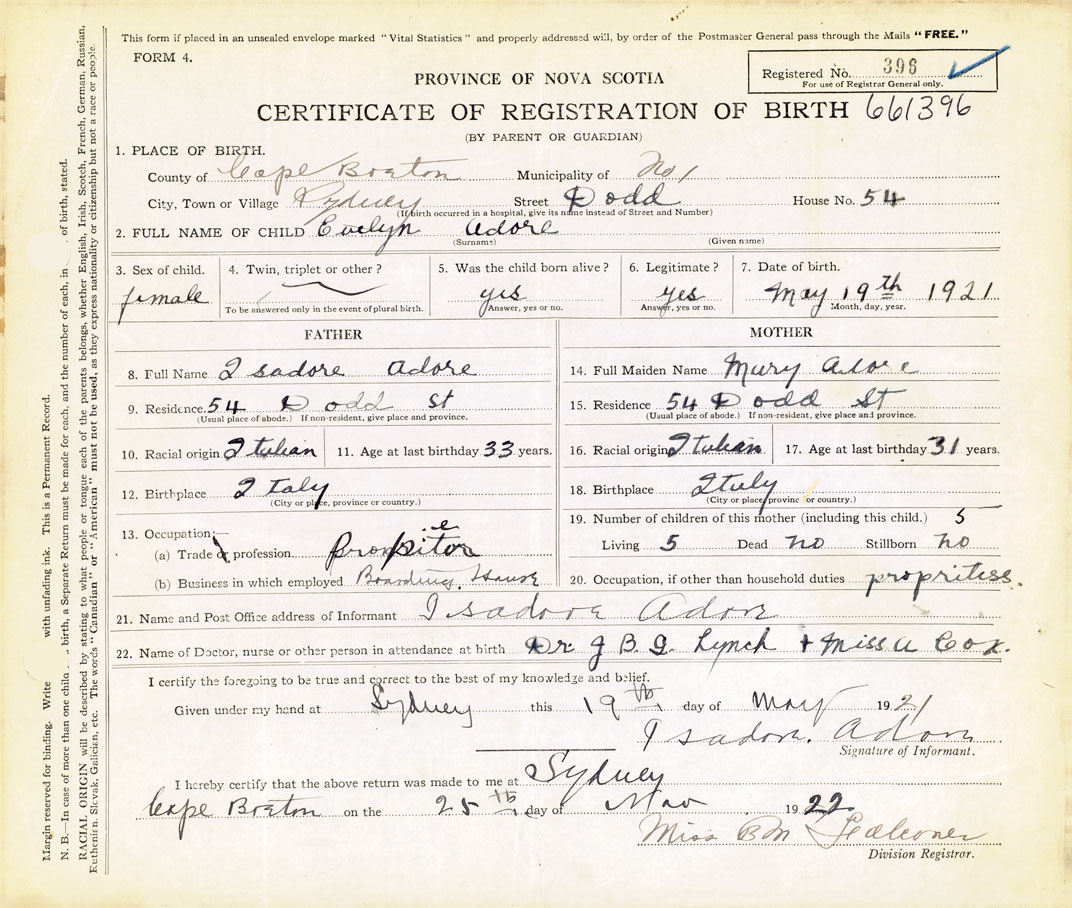 This form if placed in an unsealed envelope marked "Vital Statistics" and properly addressed will, by order of the Postmaster General pass through the Mails "FREE."
FORM 4.
Registered No. 396
For use of Registrar General only.
PROVINCE OF NOVA SCOTIA
CERTIFICATE OF REGISTRATION OF BIRTH 661396
(BY PARENT OR GUARDIAN)
1. PLACE OF BIRTH.
County of Cape Breton Municipality of No 1
City, Town or Village Sydney Street Dodd House No. 54
(If birth occurred in a hospital, give its name instead of Street and Number)
2. FULL NAME OF CHILD Evelyn Adore
(Surname) (Given name)
3. Sex of child. 4. Twin, triplet or other? 5. Was the child born alive? 6. Legitimate? 7. Date of birth.
female yes yes May 19th 1921
To be answered only in the event of plural birth. Answer, yes or no. Answer, yes or no. Month, day, year.
FATHER MOTHER
8. Full Name Isadore Adore
9. Residence. 54 Dodd St
(Usual place of abode.) If non-resident, give place and province.
10. Racial origin Italian 11. Age at last birthday 33 years.
12. Birthplace Italy
(City or place, province or country.)
13. Occupation:
(a) Trade or profession Propitor e
(b) Business in which employed Boarding House
14. Full Maiden Name Mary Adore
15. Residence 54 Dodd St
(Usual place of abode.) If non-resident, give place and province.
16. Racial origin Italian 17. Age at last birthday 31 years.
18. Birthplace Italy
(City or place, province or country.)
19. Number of children of this mother (including this child.) 5
Living 5 Dead no Stillborn no
20. Occupation, if other than household duties propritess.
21. Name and Post Office address of Informant Isadore Adore
22. Name of Doctor, nurse or other person in attendance at birth Dr. J B. G. Lynch + Miss A Cox.
I certify the foregoing to be true and correct to the best of my knowledge and belief.
Given under my hand at Sydney this 19th day of May 1921
Isadore. Adore
Signature of Informant.
I hereby certify that the above return was made to me at Sydney
Cape Breton on the 25th day of 1922
Miss B M Falconer
Division Registrar.
Margin reserved for binding. Write with unfading ink. This is a Permanent Record.
N. B.—In case of more than one child birth, a Separate Return must be made for each, and the number of each, in of birth, stated.
RACIAL ORIGIN will be described by stating to what people or tongue each of the parents belongs, whether English, Irish, Scotch, French, German, Russian,
Ruthenian, Slovak, Galician, etc. The words "Canadian" or "American" must not be used, as they express nationality or citizenship but not a race or people.